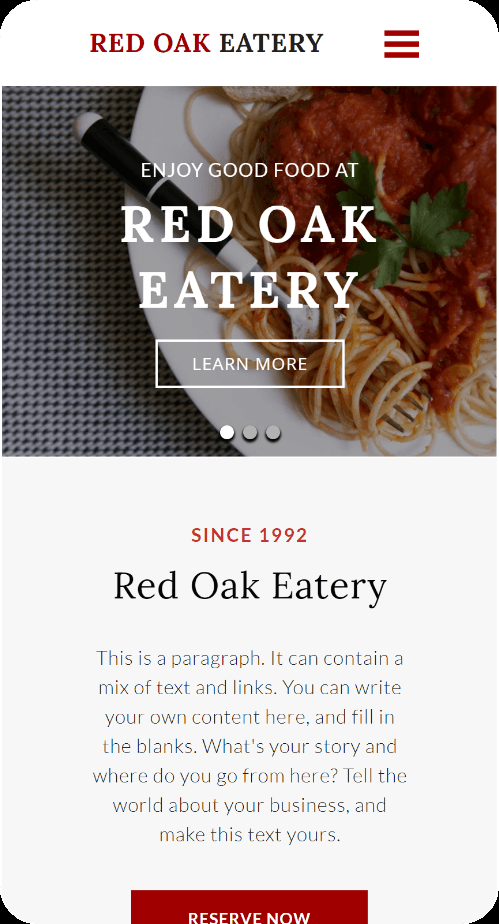 RED OAK EATERY
ENJOY GOOD FOOD AT
RED OAK
EATERY
LEARN MORE
SINCE 1992
Red Oak Eatery
This is a paragraph. It can contain a
mix of text and links. You can write
your own content here, and fill in
the blanks. What's your story and
where do you go from here? Tell the
world about your business, and
make this text yours.
RESERVE NOW